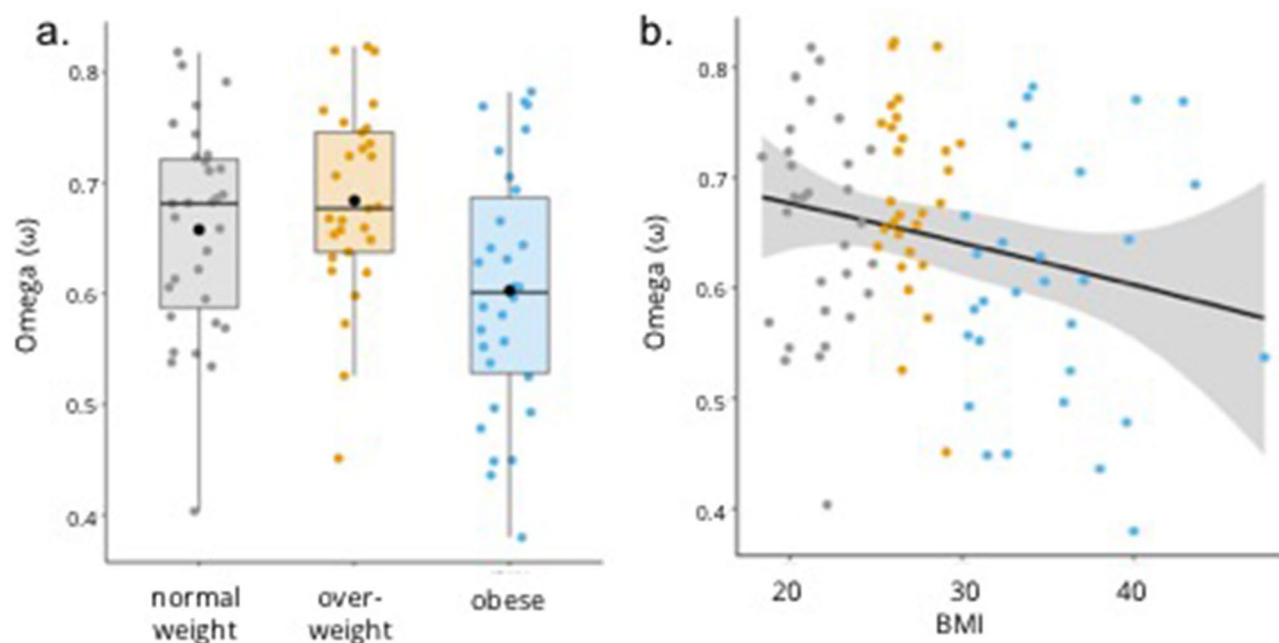 a.
Omega (ω)
0.8
0.7
0.6
0.5
0.4
normal
weight
over-
weight
obese
b.
Omega (ω)
0.8
0.7
0.6
0.5
0.4
20
30
40
BMI